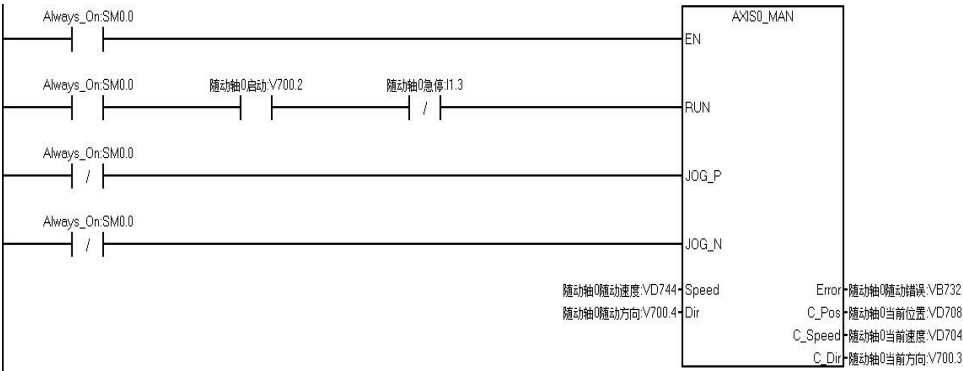 Always_On:SM0.0
AXIS0_MAN
EN
Always_On:SM0.0
随动轴0启动:V700.2
随动轴0急停:I1.3
/
RUN
Always_On:SM0.0
/
JOG_P
Always_On:SM0.0
/
JOG_N
随动轴0随动速度:VD744 Speed
Error 随动轴0随动错误:VB732
随动轴0随动方向:V700.4 Dir
C_Pos 随动轴0当前位置:VD708
C_Speed 随动轴0当前速度:VD704
C_Dir 随动轴0当前方向:V700.3